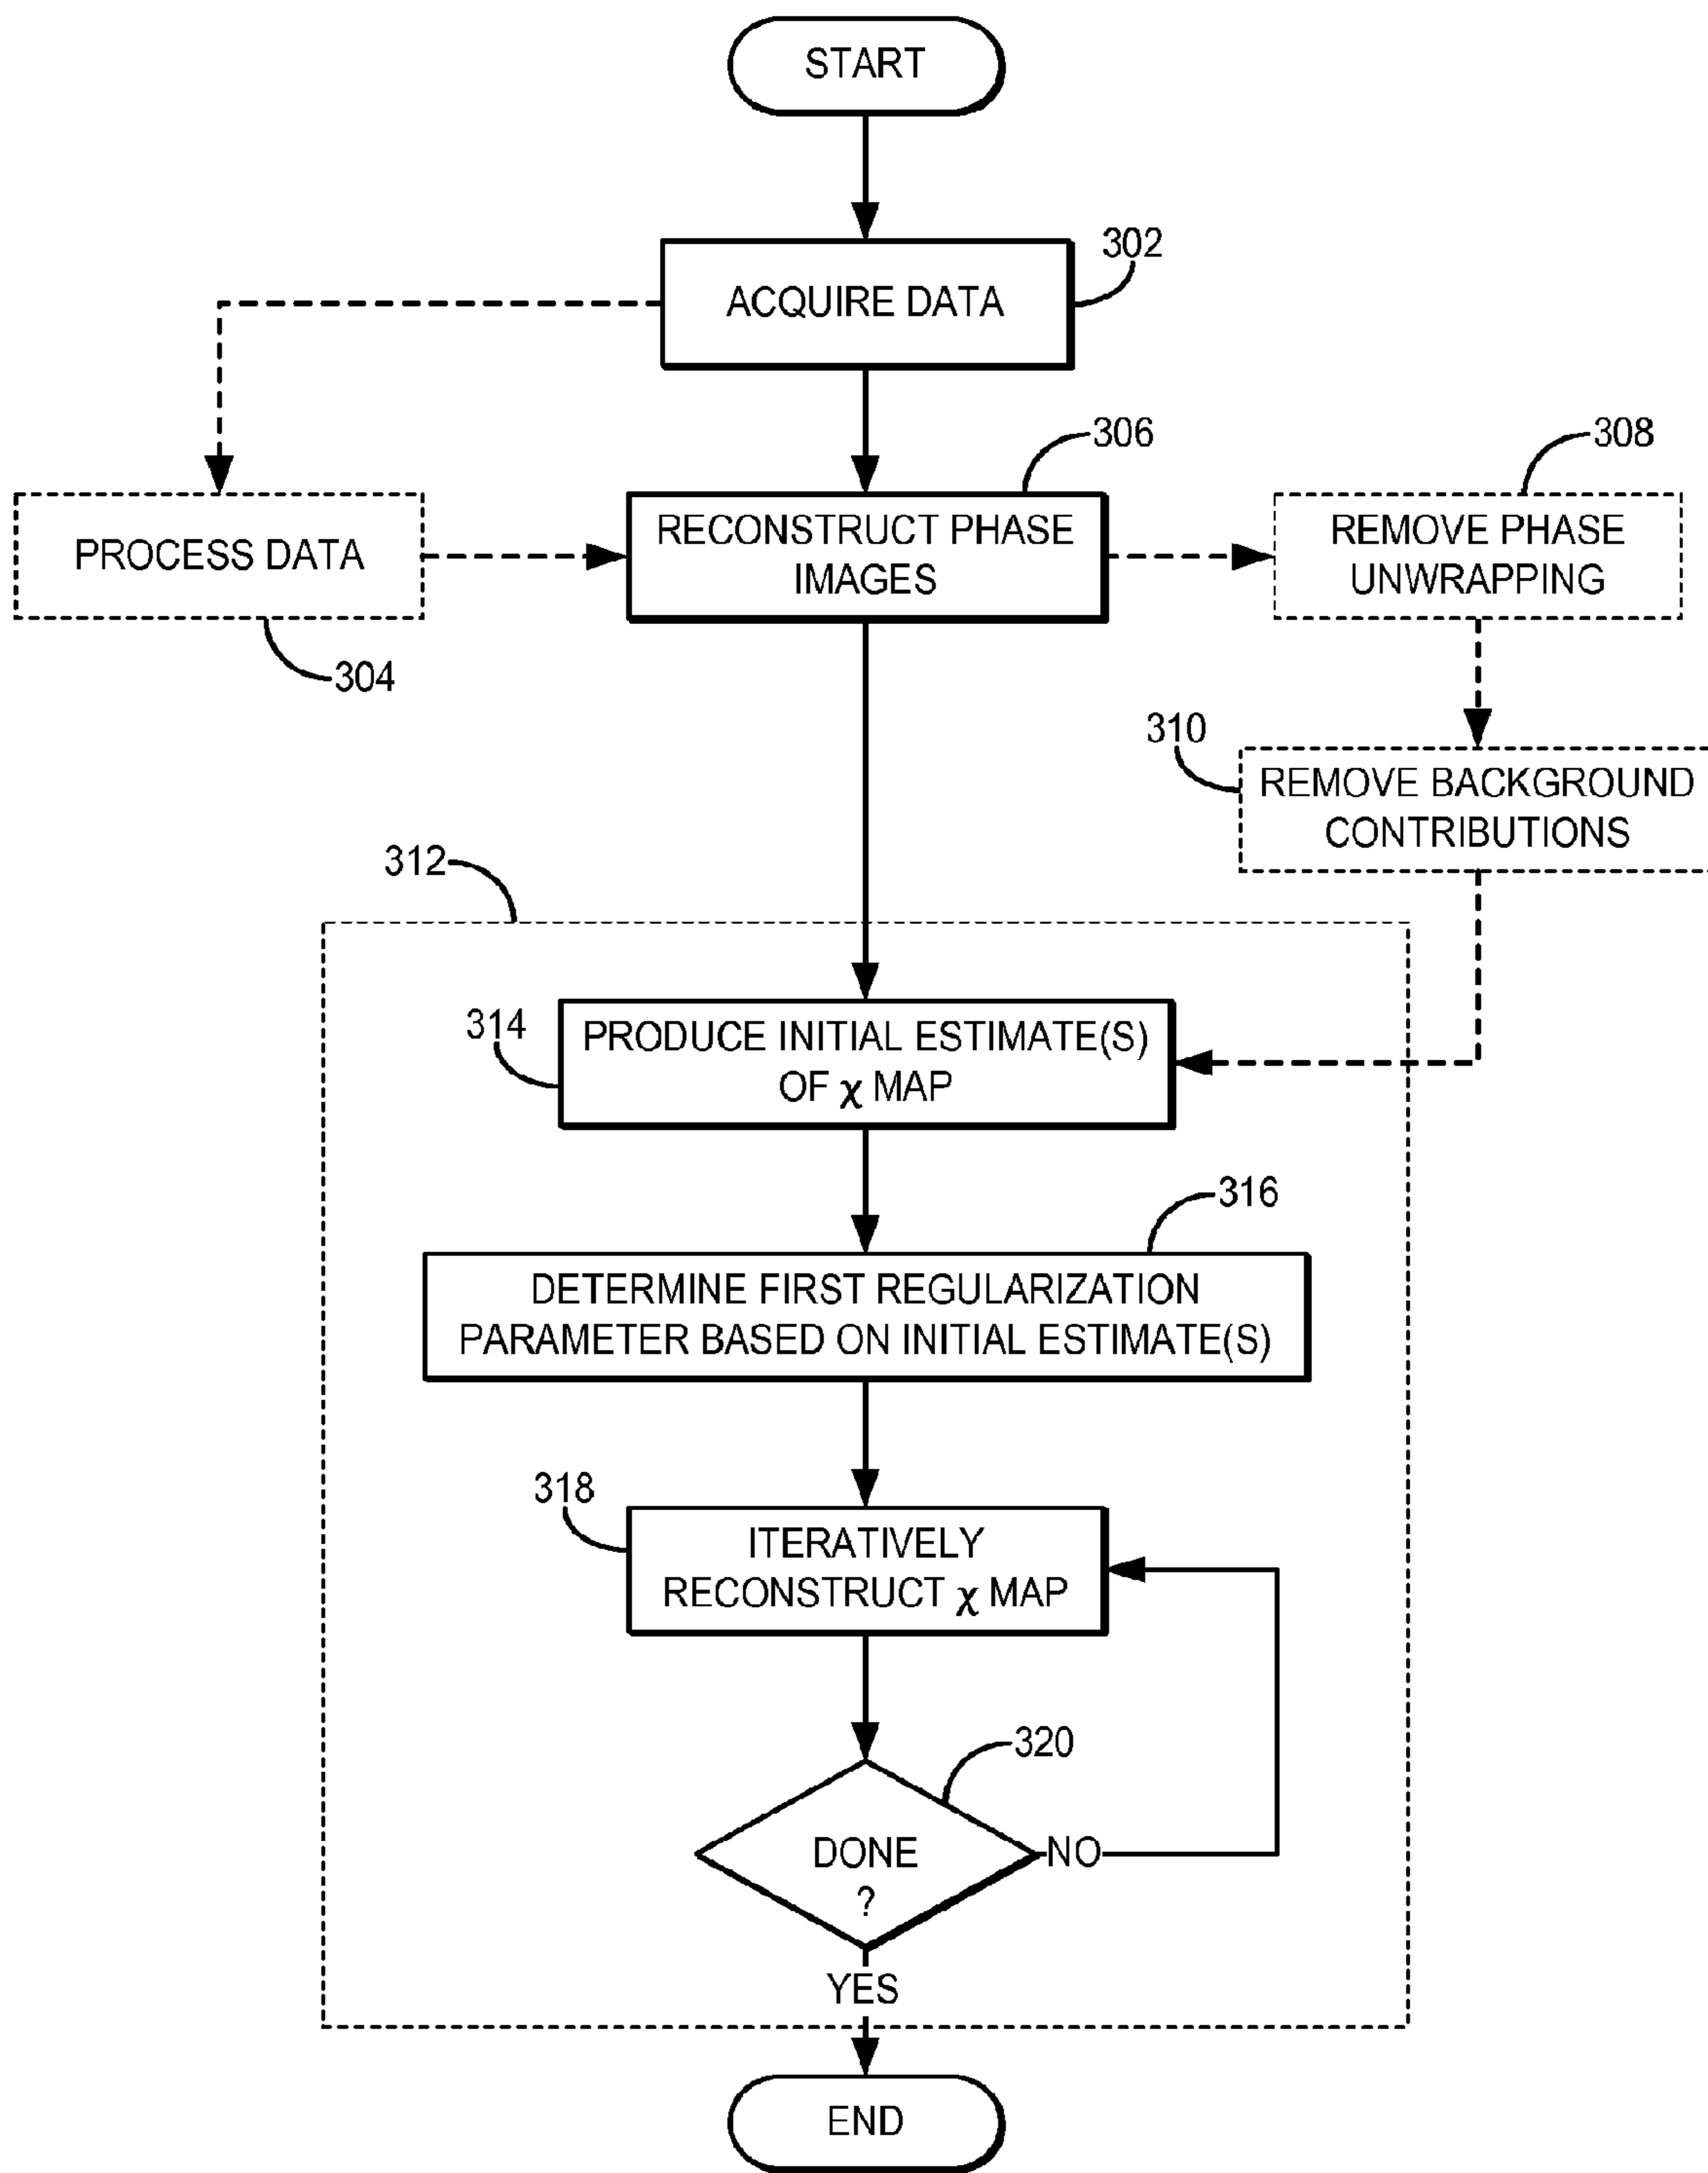 START
302
ACQUIRE DATA
306
308
PROCESS DATA
RECONSTRUCT PHASE
IMAGES
REMOVE PHASE
UNWRAPPING
304
310
REMOVE BACKGROUND
CONTRIBUTIONS
312
314
PRODUCE INITIAL ESTIMATE(S)
OF χ MAP
316
DETERMINE FIRST REGULARIZATION
PARAMETER BASED ON INITIAL ESTIMATE(S)
318
ITERATIVELY
RECONSTRUCT χ MAP
320
DONE
?
NO
YES
END